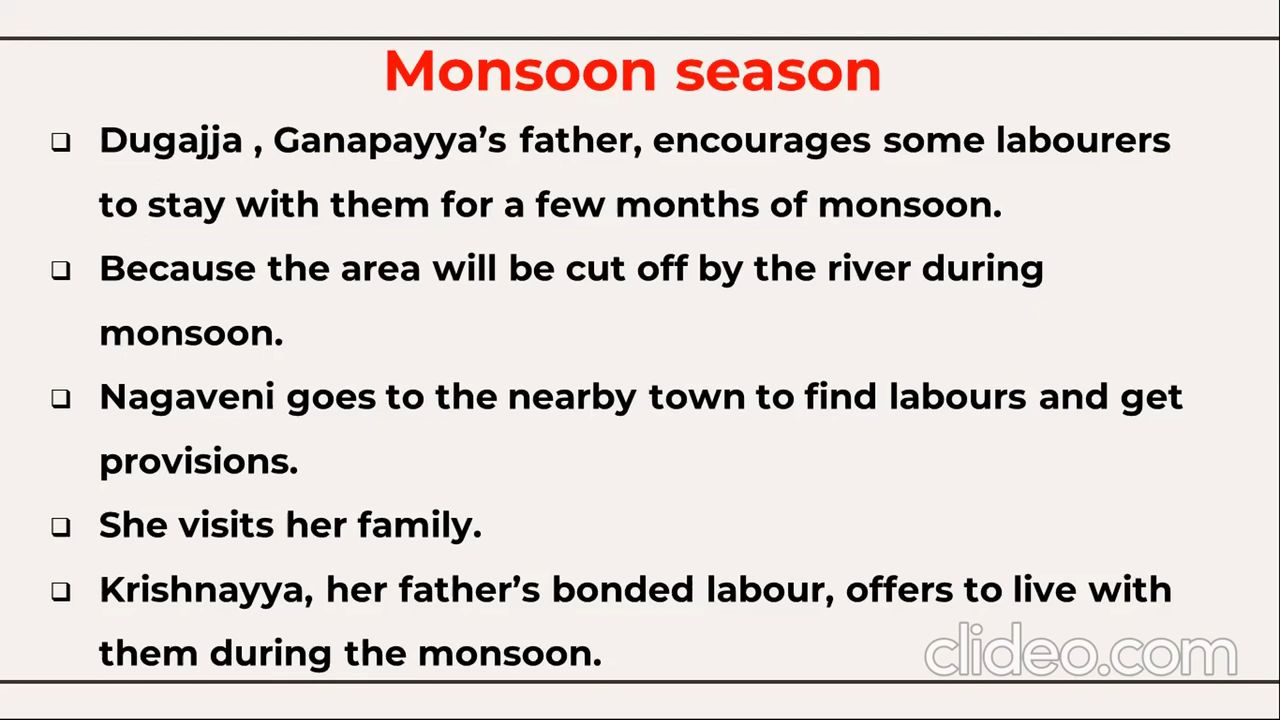 Monsoon season
❑ Dugajja , Ganapayya’s father, encourages some labourers
to stay with them for a few months of monsoon.
❑ Because the area will be cut off by the river during
monsoon.
❑ Nagaveni goes to the nearby town to find labours and get
provisions.
❑ She visits her family.
❑ Krishnayya, her father’s bonded labour, offers to live with
them during the monsoon.
clideo.com